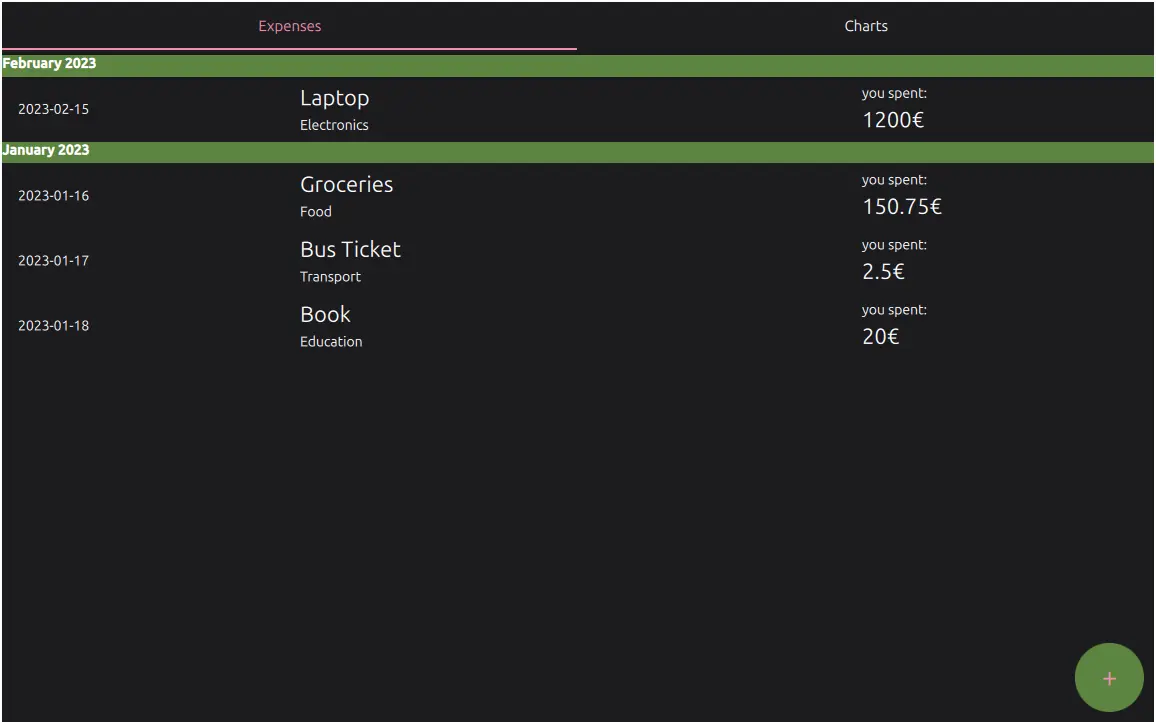 Expenses
Charts
February 2023
2023-02-15
Laptop
Electronics
you spent:
1200€
January 2023
2023-01-16
Groceries
Food
you spent:
150.75€
2023-01-17
Bus Ticket
Transport
you spent:
2.5€
2023-01-18
Book
Education
you spent:
20€
+